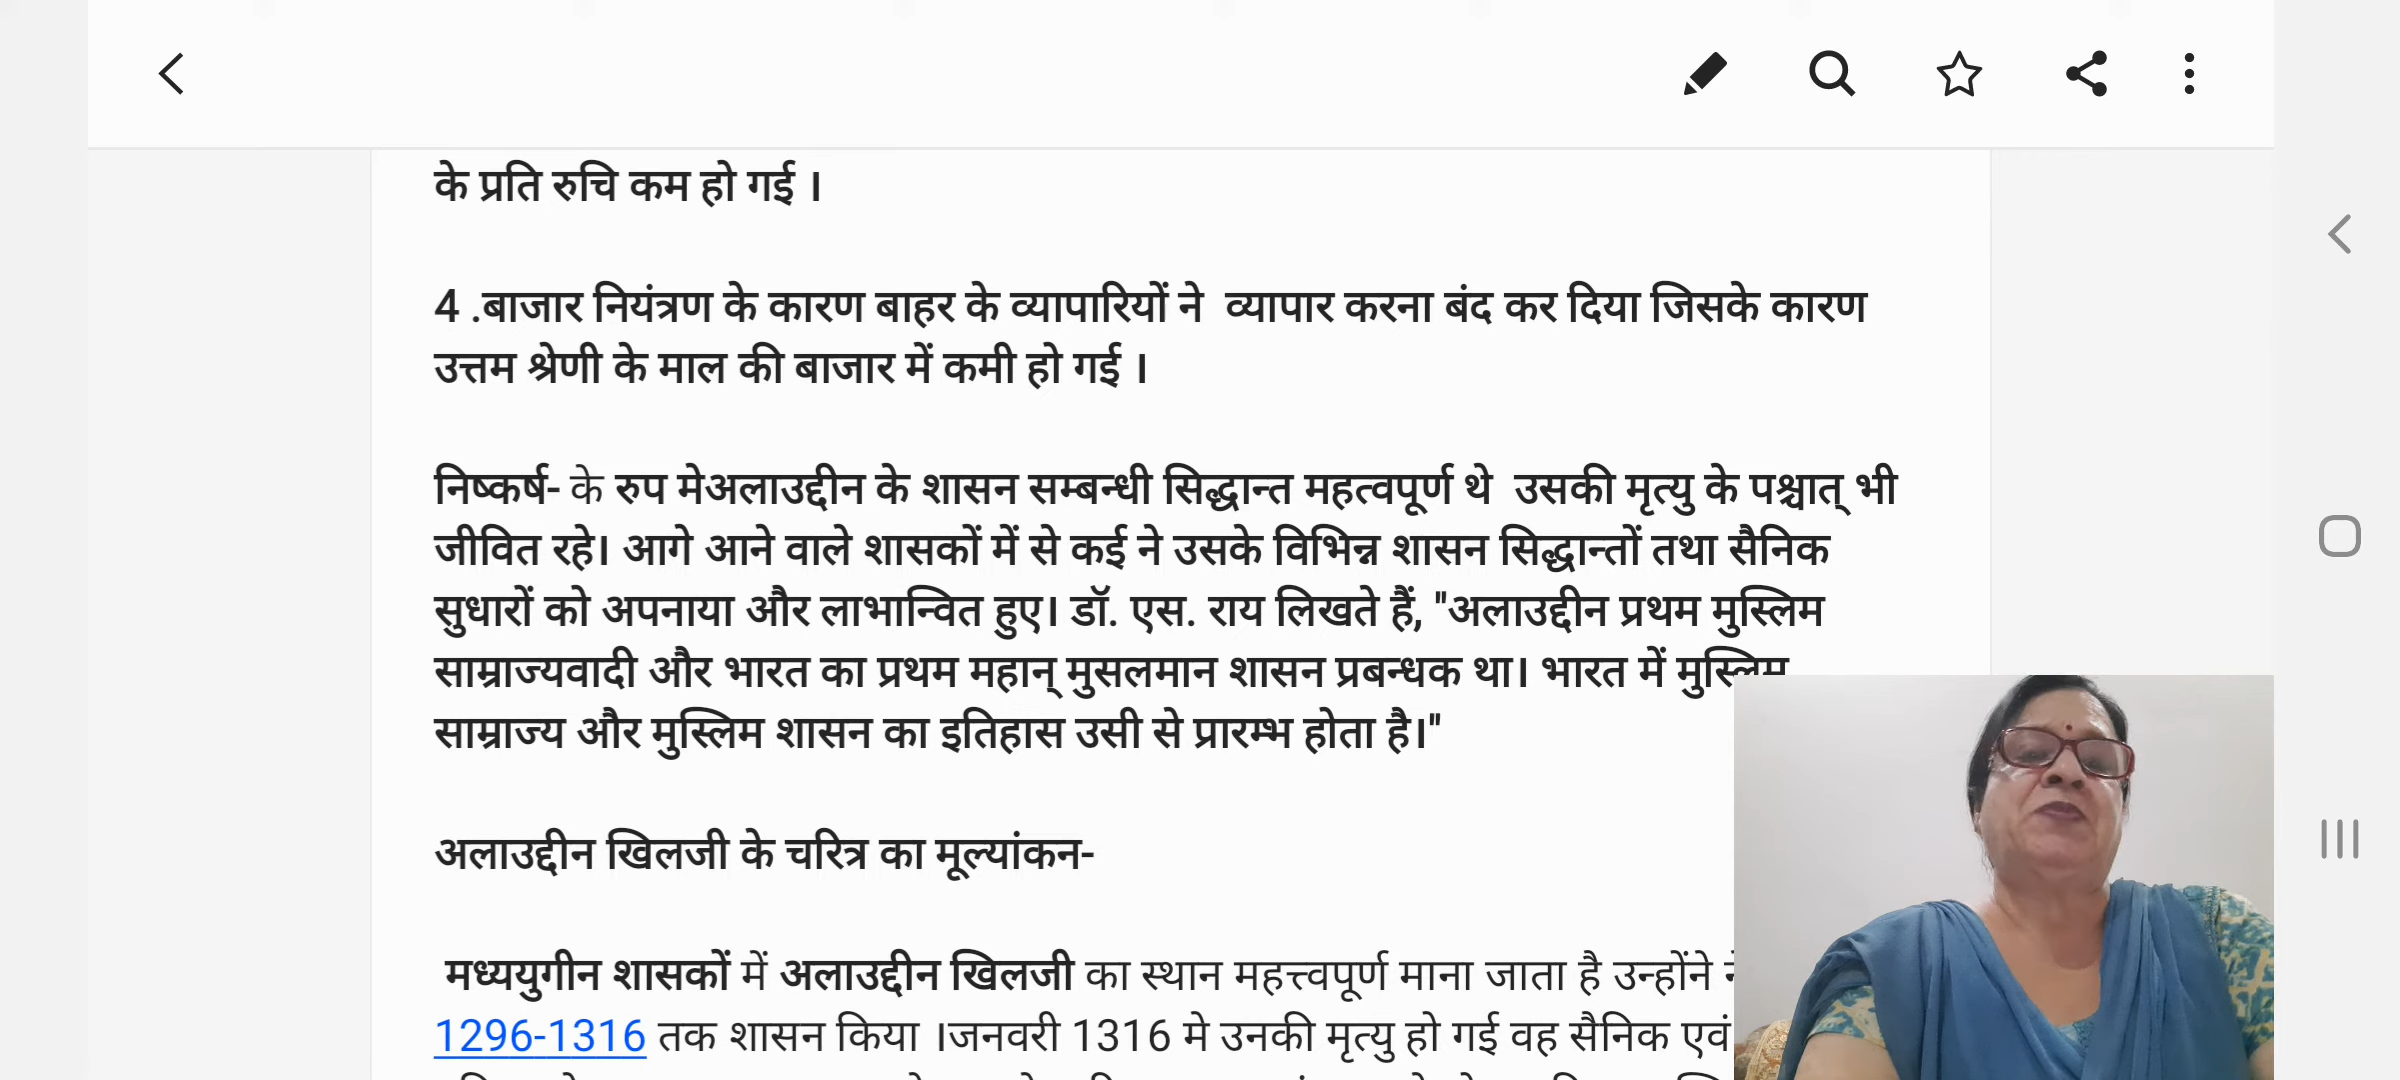 के प्रति रुचि कम हो गई ।
4 .बाजार नियंत्रण के कारण बाहर के व्यापारियों ने व्यापार करना बंद कर दिया जिसके कारण
उत्तम श्रेणी के माल की बाजार में कमी हो गई ।
निष्कर्ष- के रुप मेअलाउद्दीन के शासन सम्बन्धी सिद्धान्त महत्वपूर्ण थे उसकी मृत्यु के पश्चात् भी
जीवित रहे। आगे आने वाले शासकों में से कई ने उसके विभिन्न शासन सिद्धान्तों तथा सैनिक
सुधारों को अपनाया और लाभान्वित हुए। डॉ. एस. राय लिखते हैं, "अलाउद्दीन प्रथम मुस्लिम
साम्राज्यवादी और भारत का प्रथम महान् मुसलमान शासन प्रबन्धक था। भारत में मुस्लिम
साम्राज्य और मुस्लिम शासन का इतिहास उसी से प्रारम्भ होता है।"
अलाउद्दीन खिलजी के चरित्र का मूल्यांकन-
मध्ययुगीन शासकों में अलाउद्दीन खिलजी का स्थान महत्त्वपूर्ण माना जाता है उन्होंने
1296-1316 तक शासन किया ।जनवरी 1316 मे उनकी मृत्यु हो गई वह सैनिक एवं